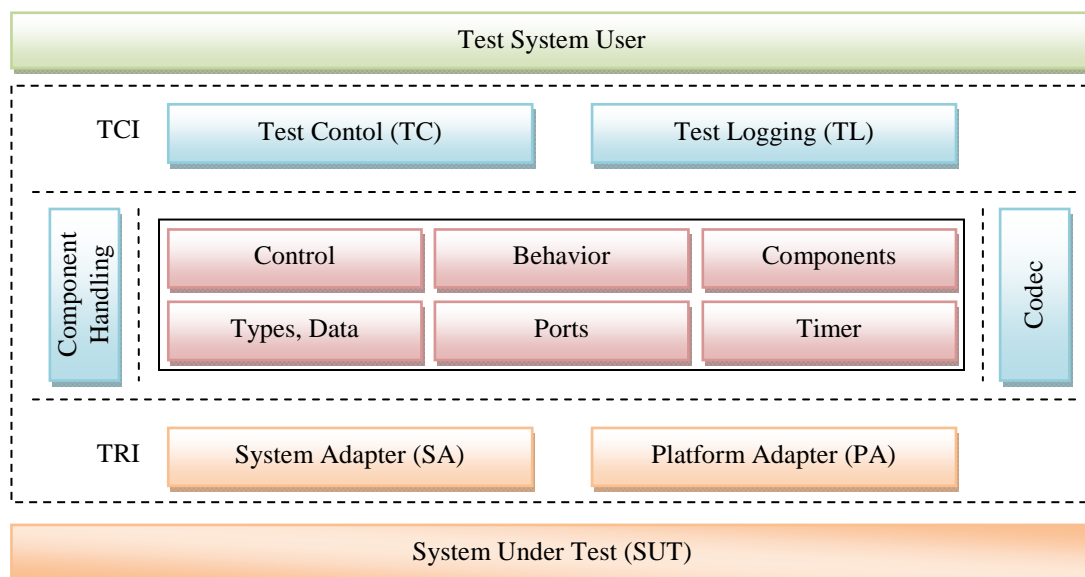 Test System User
TCI
Test Contol (TC)
Test Logging (TL)
Component
Handling
Control
Behavior
Components
Types, Data
Ports
Timer
Codec
TRI
System Adapter (SA)
Platform Adapter (PA)
System Under Test (SUT)